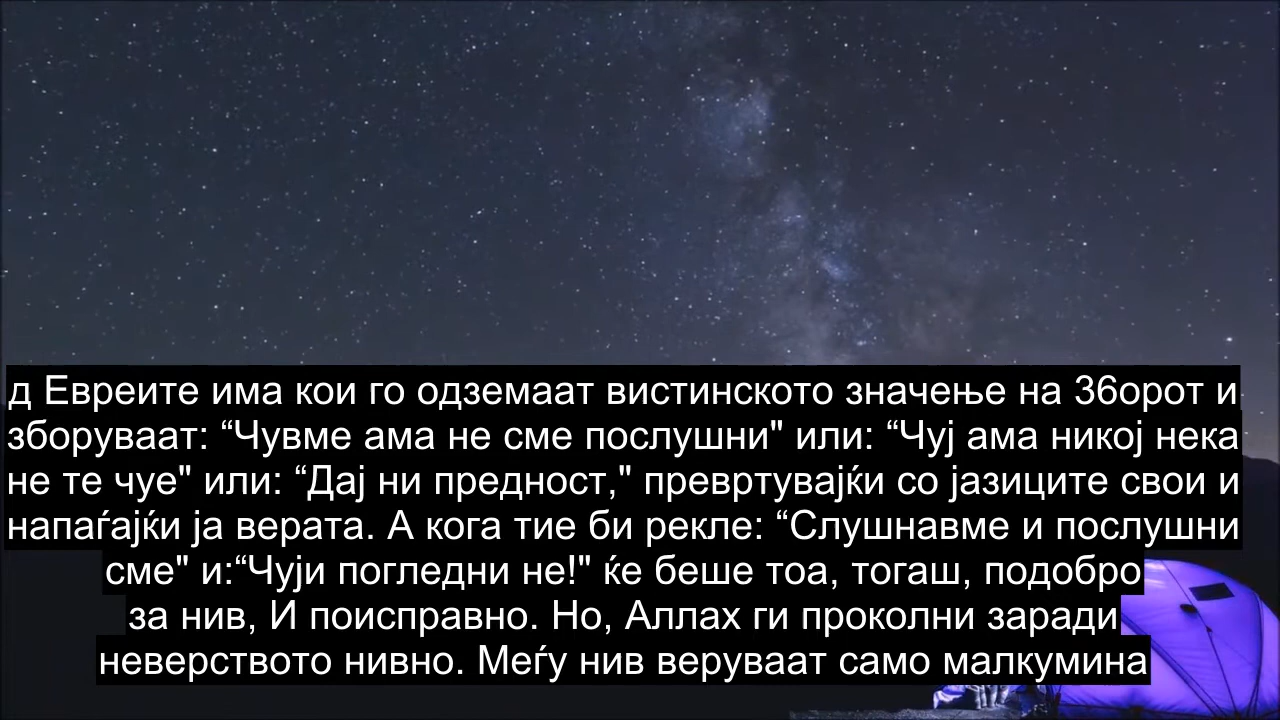 д Евреите има кои го одземаат вистинското значење на 36орот и
зборуваат: “Чувме ама не сме послушни" или: “Чуј ама никој нека
не те чуе" или: “Дај ни предност," превртувајќи со јазиците свои и
напаѓајќи ја верата. А кога тие би рекле: “Слушнавме и послушни
сме" и:“Чуји погледни не!" ќе беше тоа, тогаш, подобро
за нив, И поисправно. Но, Аллах ги проколни заради
неверството нивно. Меѓу нив веруваат само малкумина